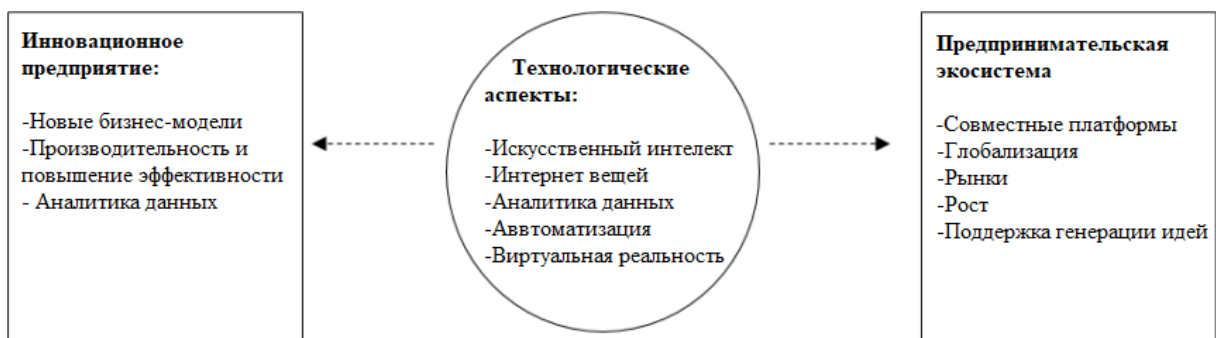 Инновационное
предприятие:
-Новые бизнес-модели
-Производительность и
повышение эффективности
- Аналитика данных
Технологические
аспекты:
-Искусственный интелект
-Интернет вещей
-Аналитика данных
-Аввтоматизация
-Виртуальная реальность
Предпринимательская
экосистема
-Совместные платформы
-Глобализация
-Рынки
-Рост
-Поддержка генерации идей